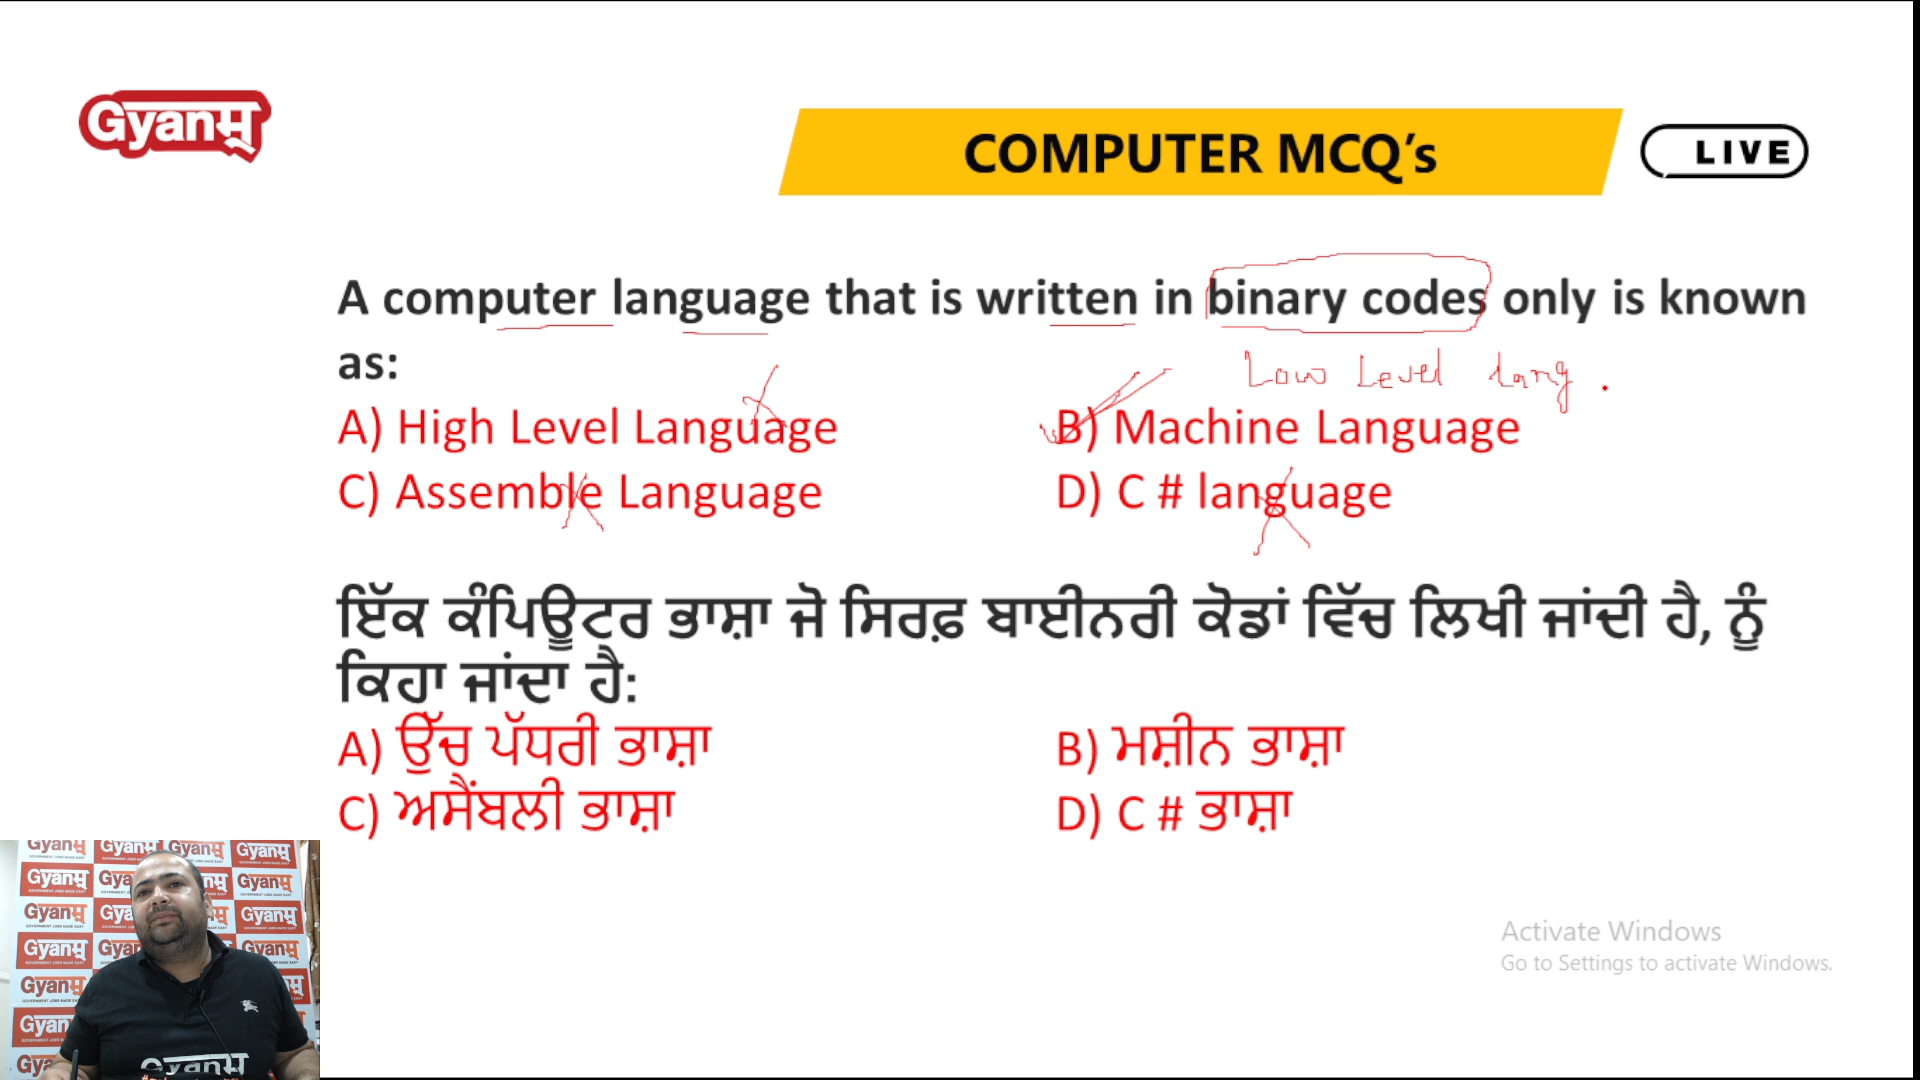 Gyanਸੂ
COMPUTER MCQ’s
LIVE
A computer language that is written in binary codes only is known
as:
Low Level Lang.
A) High Level Language
B) Machine Language
C) Assemble Language
D) C # language
ਇੱਕ ਕੰਪਿਊਟਰ ਭਾਸ਼ਾ ਜੋ ਸਿਰਫ਼ ਬਾਈਨਰੀ ਕੋਡਾਂ ਵਿੱਚ ਲਿਖੀ ਜਾਂਦੀ ਹੈ, ਨੂੰ
ਕਿਹਾ ਜਾਂਦਾ ਹੈ:
A) ਉੱਚ ਪੱਧਰੀ ਭਾਸ਼ਾ
B) ਮਸ਼ੀਨ ਭਾਸ਼ਾ
C) ਅਸੈਂਬਲੀ ਭਾਸ਼ਾ
D) C # ਭਾਸ਼ਾ
Activate Windows
Go to Settings to activate Windows.